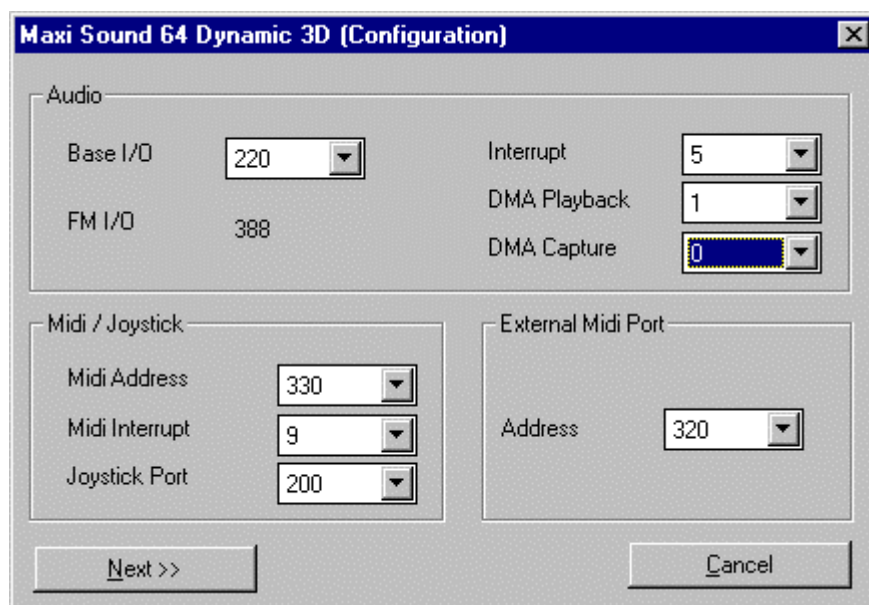 Maxi Sound 64 Dynamic 3D (Configuration)
Audio
Base I/O 220
FM I/O 388
Interrupt 5
DMA Playback 1
DMA Capture 0
Midi / Joystick
Midi Address 330
Midi Interrupt 9
Joystick Port 200
External Midi Port
Address 320
Next >>
Cancel